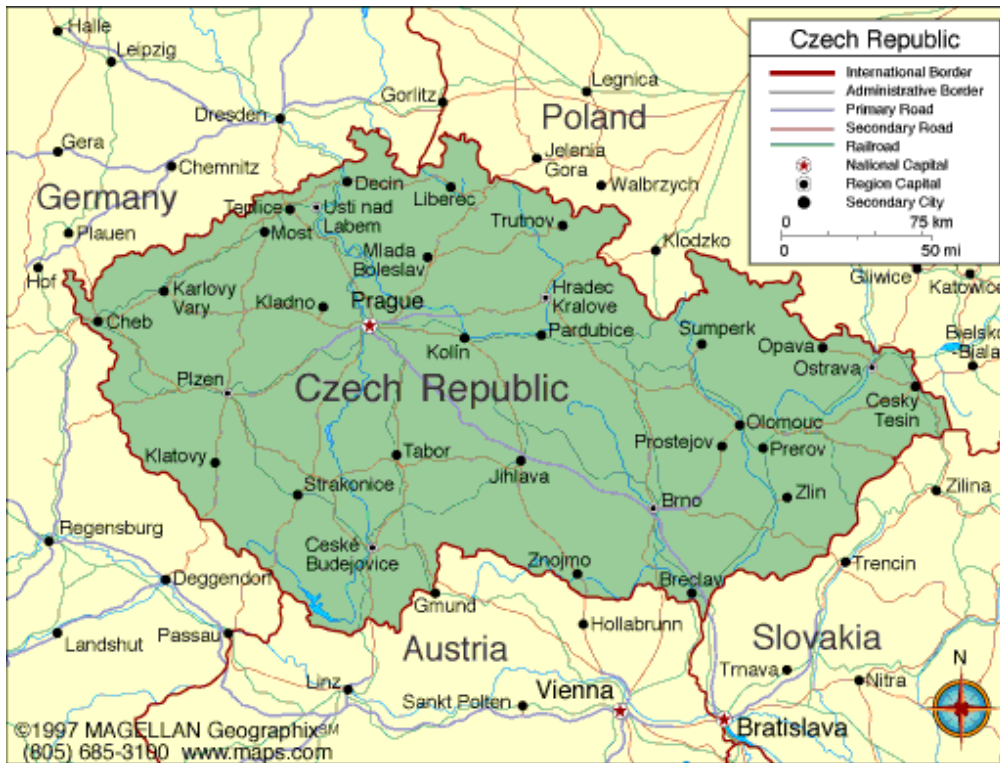 Halle
Leipzig
Dresden
Gorlitz
Legnica
Poland
Gera
Chemnitz
Jelenia
Gora
Walbrzych
Germany
Plauen
Hof
Klodzko
Gliwice
Katowice
Bielsko
-Biala
Czech Republic
International Border
Administrative Border
Primary Road
Secondary Road
Railroad
National Capital
Region Capital
Secondary City
0 75 km
0 50 mi
Decin
Teplice
Usti nad
Labem
Liberec
Most
Mlada
Boleslav
Trutnov
Karlovy
Vary
Kladno
Prague
Hradec
Kralove
Cheb
Kolín
Pardubice
Sumperk
Opava
Ostrava
Cesky
Tesin
Plzen
Czech Republic
Klatovy
Tabor
Jihlava
Strakonice
Olomouc
Prostejov
Prerov
Zlin
Brno
České
Budejovice
Znojmo
Breclav
Zilina
Trencin
Regensburg
Deggendorf
Landshut
Passau
Gmund
Hollabrunn
Austria
Slovakia
Linz
Sankt Polten
Vienna
Trnava
Nitra
Bratislava
N
©1997 MAGELLAN Geographix℠
(805) 685-3100 www.maps.com